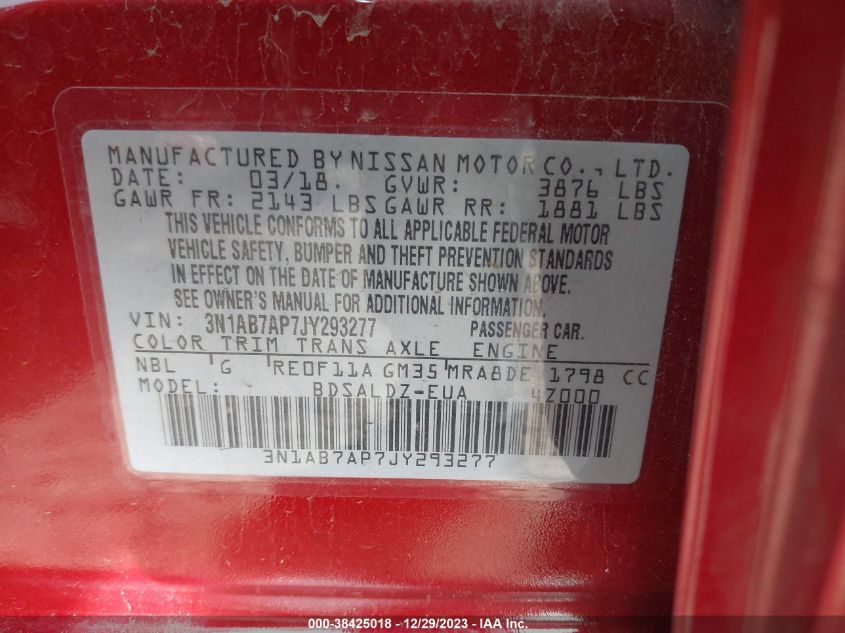 MANUFACTURED BY NISSAN MOTOR CO., LTD.
DATE: 03/18. GVWR: 3876 LBS
GAWR FR: 2143 LBS GAWR RR: 1881 LBS
THIS VEHICLE CONFORMS TO ALL APPLICABLE FEDERAL MOTOR
VEHICLE SAFETY, BUMPER AND THEFT PREVENTION STANDARDS
IN EFFECT ON THE DATE OF MANUFACTURE SHOWN ABOVE.
SEE OWNER'S MANUAL FOR ADDITIONAL INFORMATION.
VIN: 3N1AB7AP7JY293277 PASSENGER CAR.
COLOR TRIM TRANS AXLE ENGINE
NBL G RE0F11A GM35 MRA8DE 1798 CC
MODEL: BDSALDZ-EUA 4Z000
3N1AB7AP7JY293277
000-38425018 - 12/29/2023 - IAA Inc.